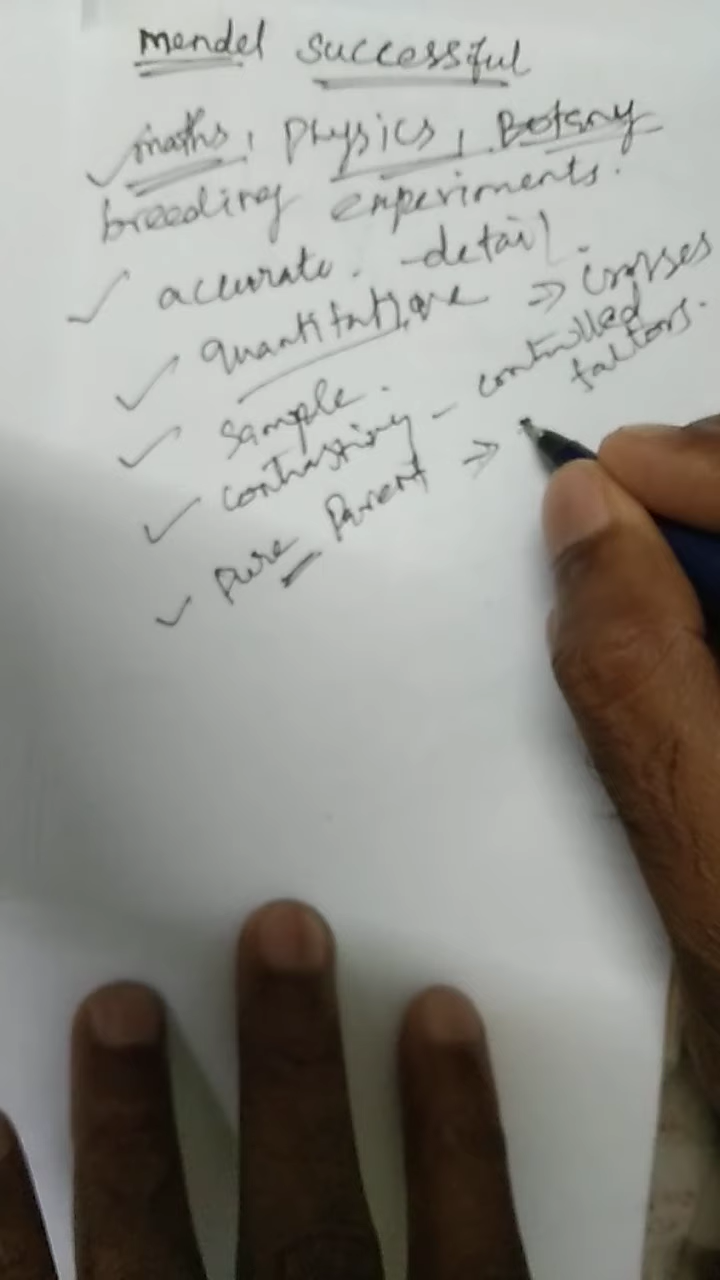 mendel successful
maths, Physics, Botany
breeding experiments.
accurate. - detail.
quantitative ⇒ crosses
Sample.
contrasting - controlled factors.
pure Parent ⇒